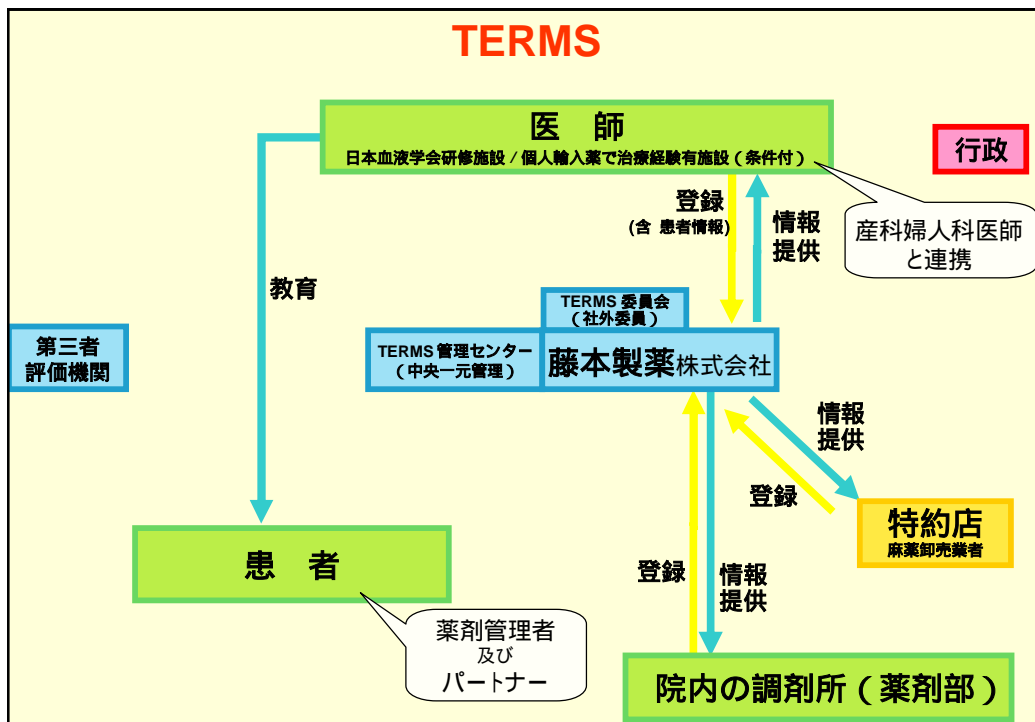 TERMS
医 師
日本血液学会研修施設 / 個人輸入薬で治療経験有施設（条件付）
行政
登録
(含 患者情報)
情報
提供
産科婦人科医師
と連携
教育
TERMS 委員会
（社外委員）
第三者
評価機関
TERMS 管理センター
（中央一元管理）
藤本製薬株式会社
情報
提供
登録
特約店
麻薬卸売業者
患 者
登録
情報
提供
薬剤管理者
及び
パートナー
院内の調剤所（薬剤部）